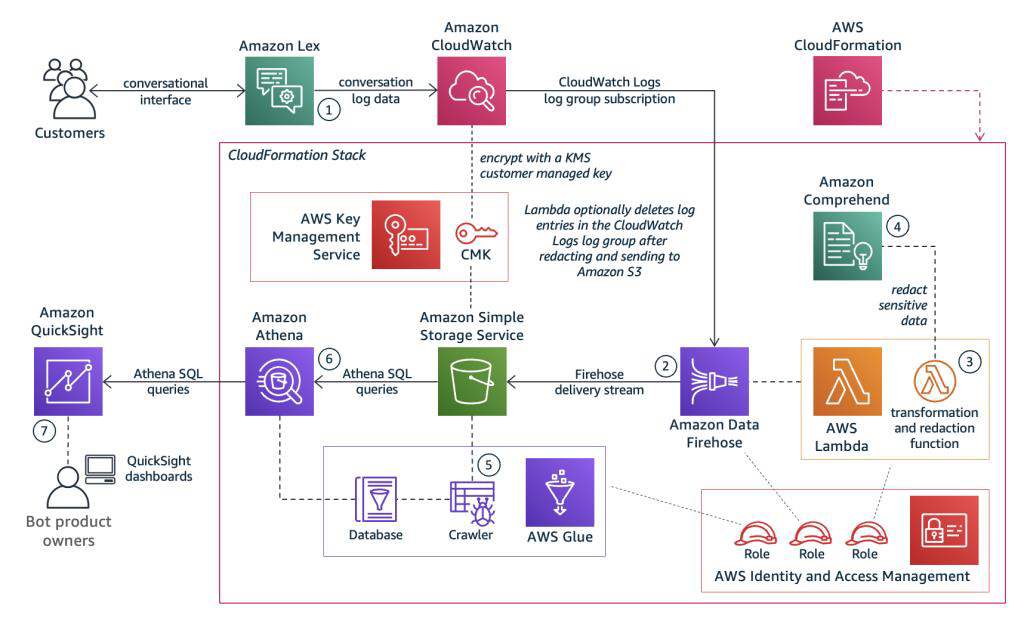 Amazon Lex
Amazon
CloudWatch
AWS
CloudFormation
conversational
interface
conversation
log data
1
CloudWatch Logs
log group subscription
Customers
CloudFormation Stack
encrypt with a KMS
customer managed key
AWS Key
Management
Service
CMK
Lambda optionally deletes log
entries in the CloudWatch
Logs log group after
redacting and sending to
Amazon S3
Amazon
Comprehend
4
redact
sensitive
data
Amazon
QuickSight
Amazon
Athena
Amazon Simple
Storage Service
6
2
3
Athena SQL
queries
Athena SQL
queries
Firehose
delivery stream
Amazon Data
Firehose
AWS
Lambda
transformation
and redaction
function
7
QuickSight
dashboards
Bot product
owners
5
Database
Crawler
AWS Glue
Role
Role
Role
AWS Identity and Access Management